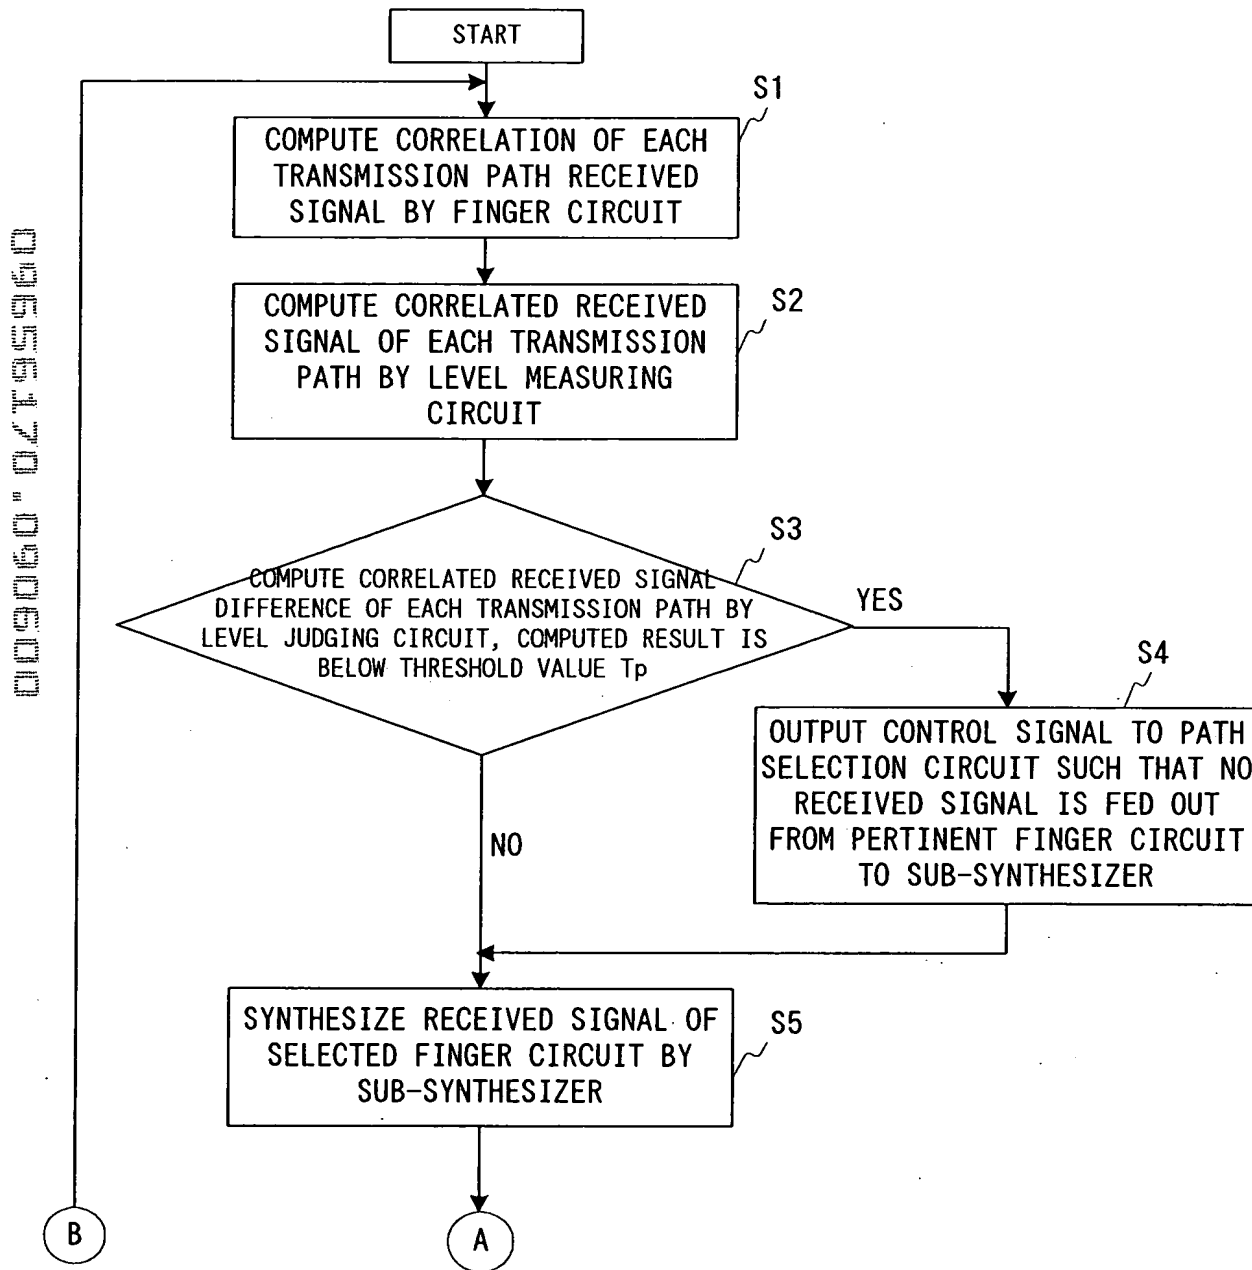 START
S1
COMPUTE CORRELATION OF EACH
TRANSMISSION PATH RECEIVED
SIGNAL BY FINGER CIRCUIT
S2
COMPUTE CORRELATED RECEIVED
SIGNAL OF EACH TRANSMISSION
PATH BY LEVEL MEASURING
CIRCUIT
S3
COMPUTE CORRELATED RECEIVED SIGNAL
DIFFERENCE OF EACH TRANSMISSION PATH BY
LEVEL JUDGING CIRCUIT, COMPUTED RESULT IS
BELOW THRESHOLD VALUE Tp
YES
S4
OUTPUT CONTROL SIGNAL TO PATH
SELECTION CIRCUIT SUCH THAT NO
RECEIVED SIGNAL IS FED OUT
FROM PERTINENT FINGER CIRCUIT
TO SUB-SYNTHESIZER
NO
S5
SYNTHESIZE RECEIVED SIGNAL OF
SELECTED FINGER CIRCUIT BY
SUB-SYNTHESIZER
B
A
09656170.090600